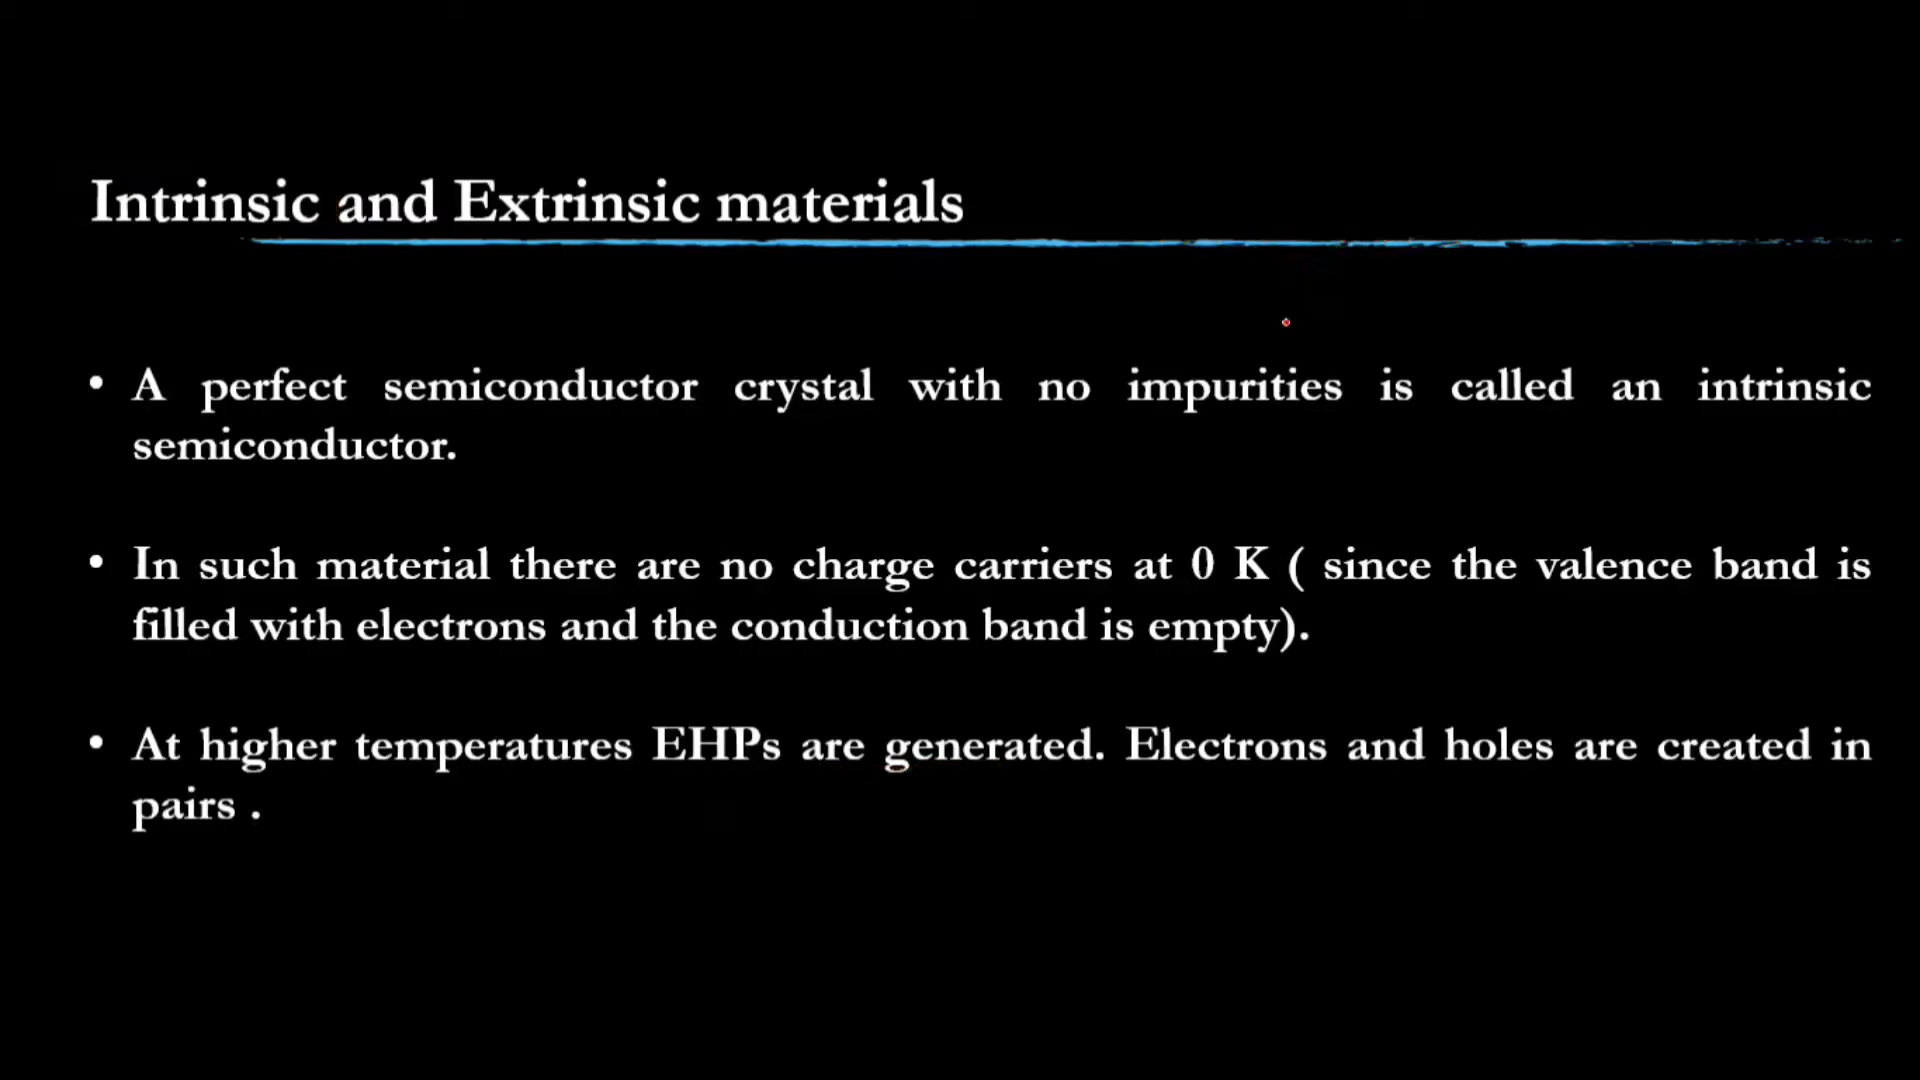 Intrinsic and Extrinsic materials
• A perfect semiconductor crystal with no impurities is called an intrinsic
semiconductor.
• In such material there are no charge carriers at 0 K ( since the valence band is
filled with electrons and the conduction band is empty).
• At higher temperatures EHPs are generated. Electrons and holes are created in
pairs .